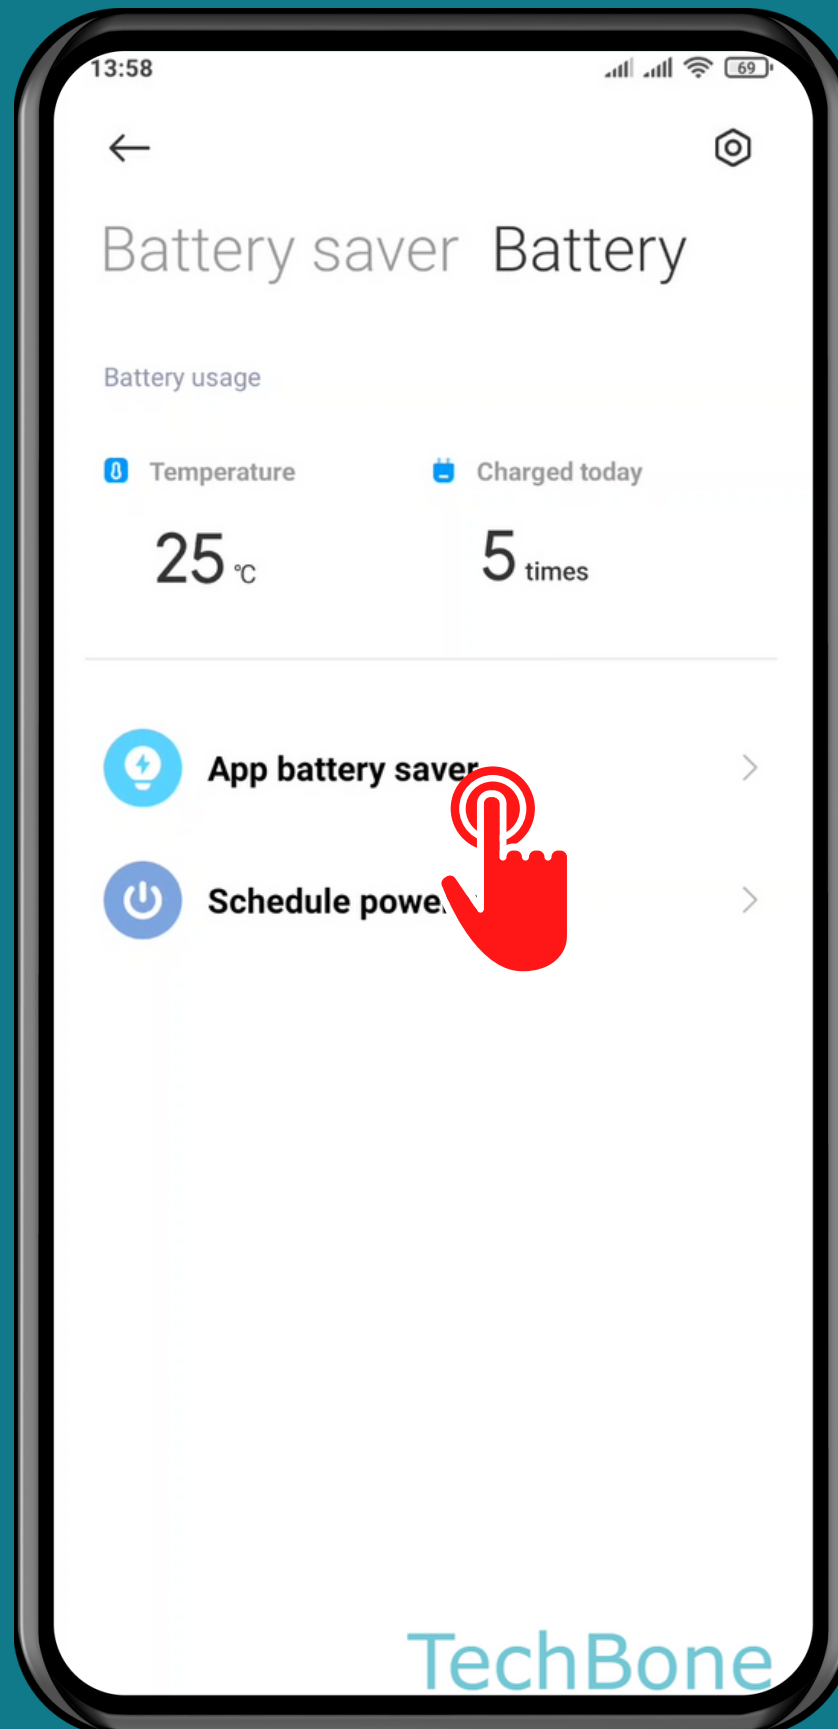 13:58
69
Battery saver Battery
Battery usage
Temperature
Charged today
25 °C
5 times
App battery saver
Schedule power
TechBone